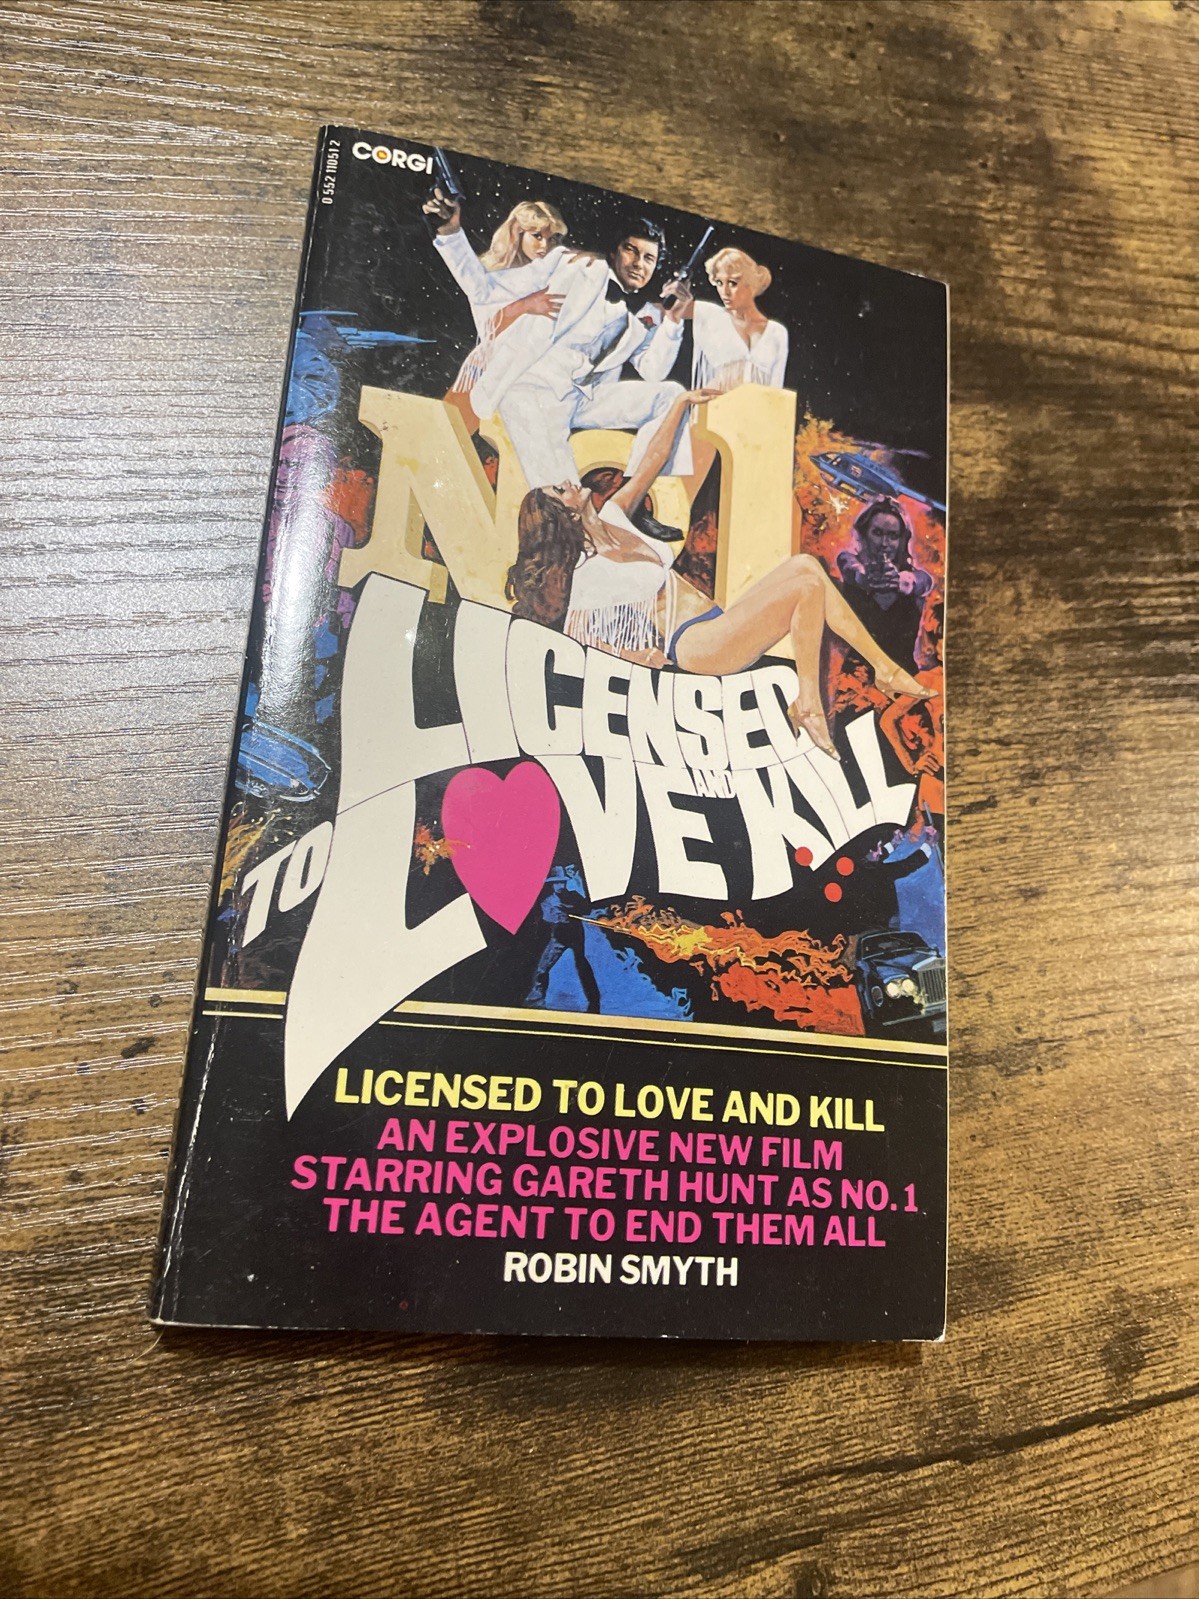 0 552 11051 2
CORGI
No1
LICENSED
TO LOVE AND KILL
LICENSED TO LOVE AND KILL
AN EXPLOSIVE NEW FILM
STARRING GARETH HUNT AS NO.1
THE AGENT TO END THEM ALL
ROBIN SMYTH